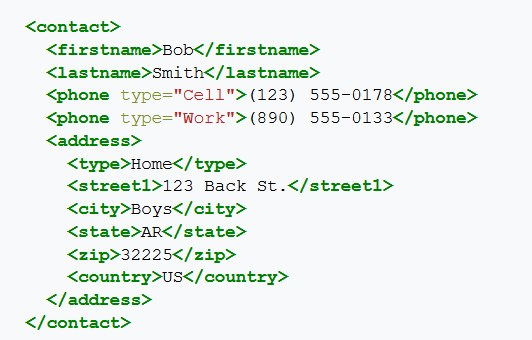 <contact>
<firstname>Bob</firstname>
<lastname>Smith</lastname>
<phone type="Cell">(123) 555-0178</phone>
<phone type="Work">(890) 555-0133</phone>
<address>
<type>Home</type>
<street1>123 Back St.</street1>
<city>Boys</city>
<state>AR</state>
<zip>32225</zip>
<country>US</country>
</address>
</contact>